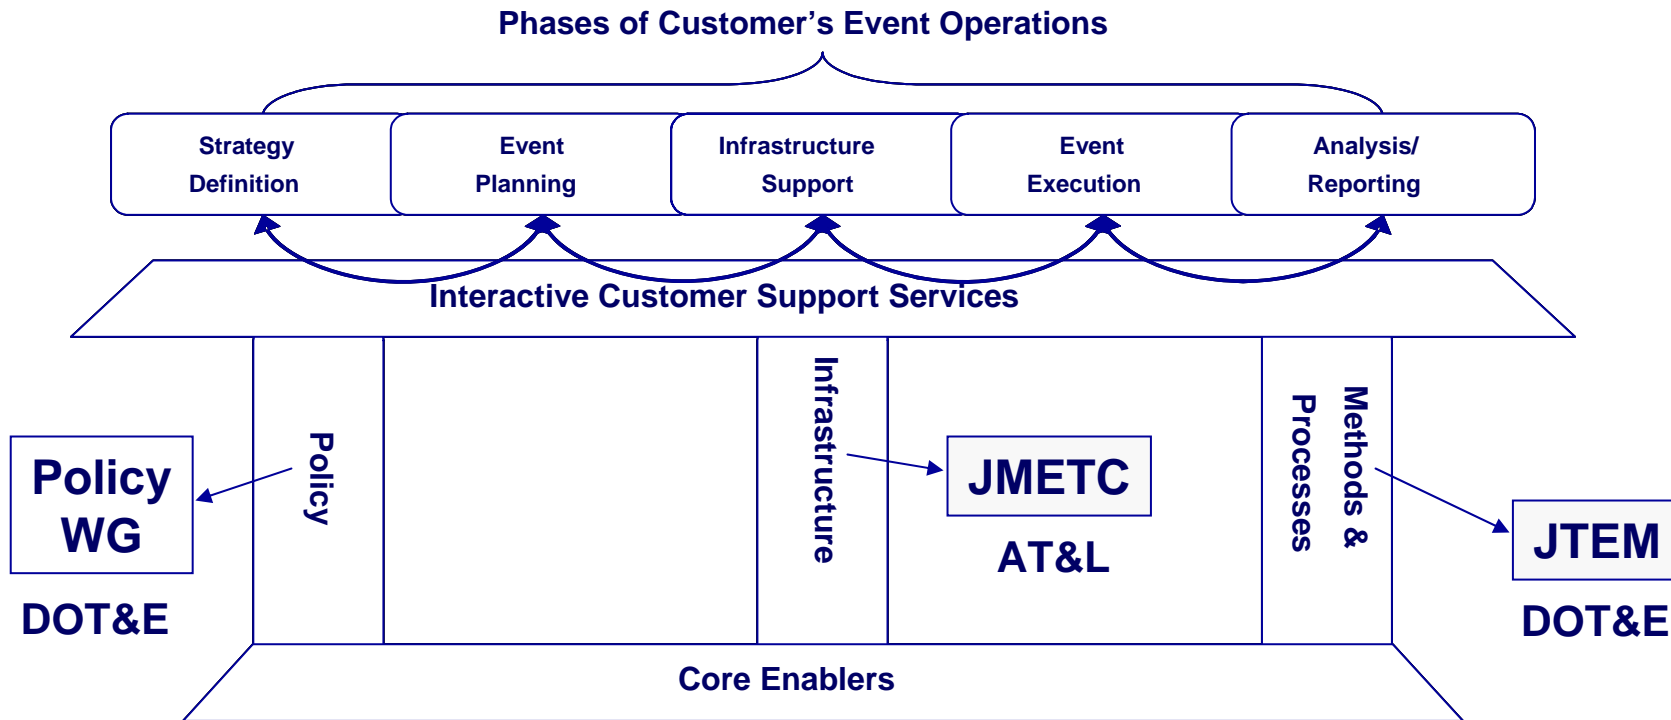 Phases of Customer's Event Operations
Strategy
Definition
Event
Planning
Infrastructure
Support
Event
Execution
Analysis/
Reporting
Interactive Customer Support Services
Policy
WG
DOT&E
Policy
Infrastructure
JMETC
AT&L
Methods &
Processes
JTEM
DOT&E
Core Enablers